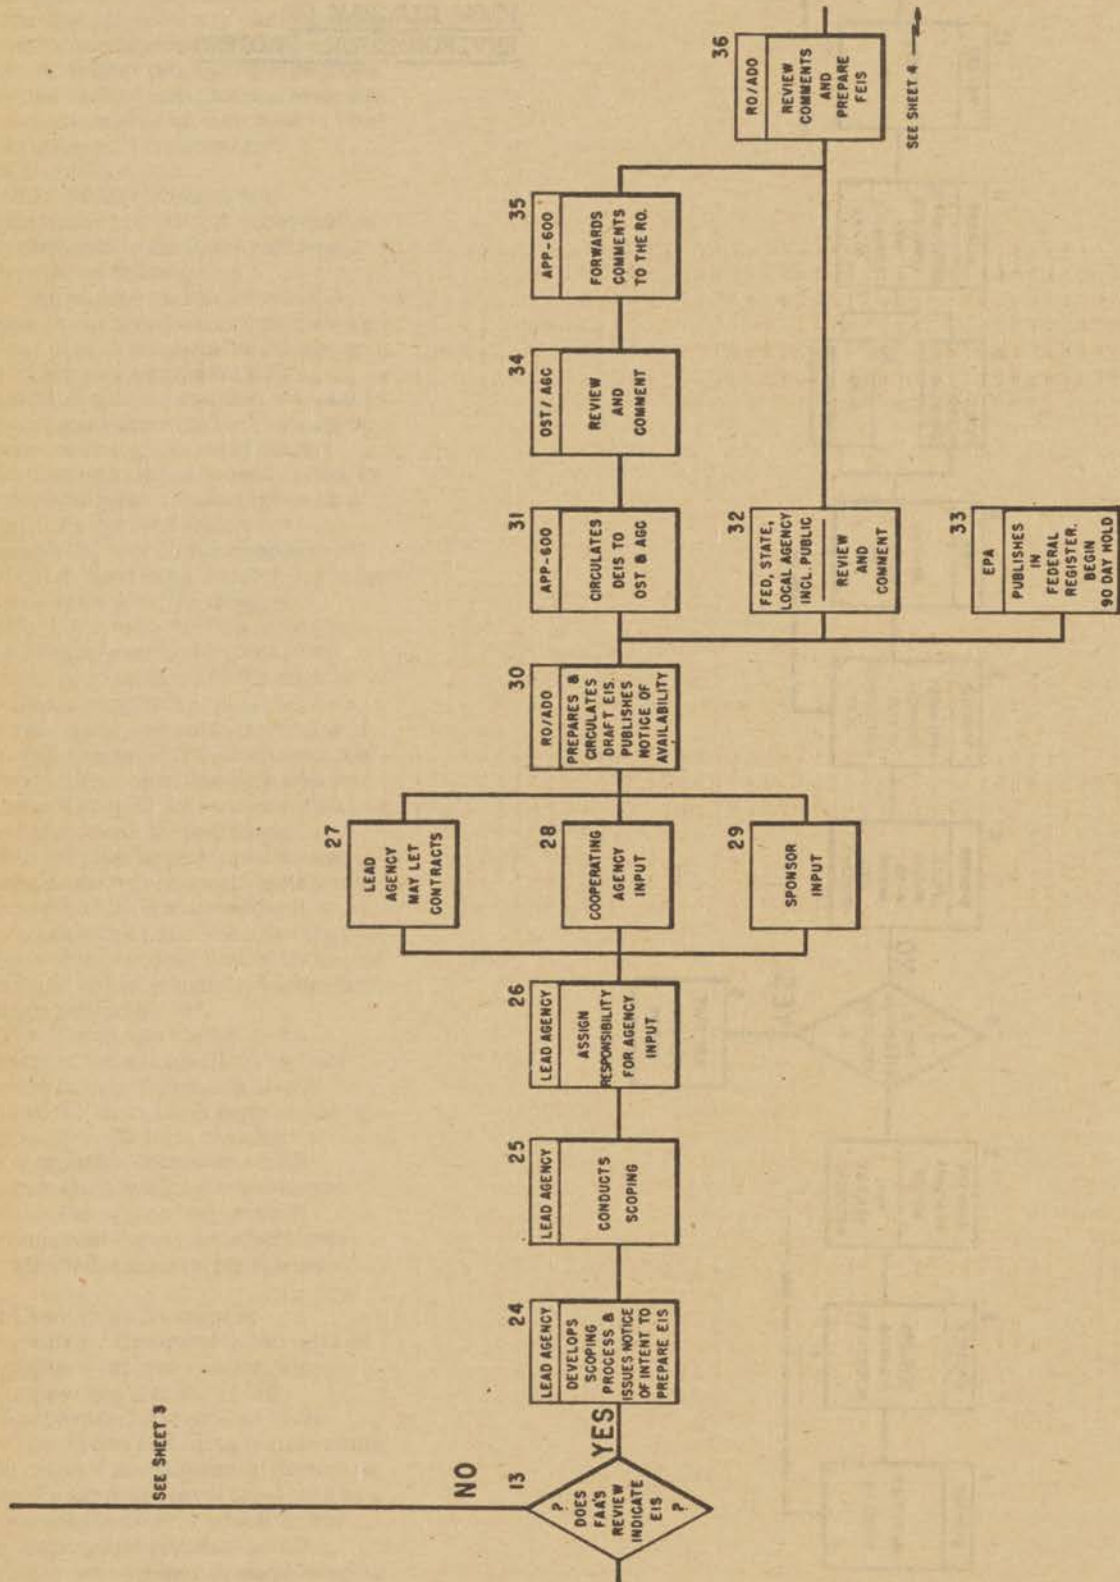 SEE SHEET 3
NO
13
?
DOES
FAA'S
REVIEW
INDICATE
EIS
?
YES
24
LEAD AGENCY
DEVELOPS
SCOPING
PROCESS &
ISSUES NOTICE
OF INTENT TO
PREPARE EIS
25
LEAD AGENCY
CONDUCTS
SCOPING
26
LEAD AGENCY
ASSIGN
RESPONSIBILITY
FOR AGENCY
INPUT
27
LEAD
AGENCY
MAY LET
CONTRACTS
28
COOPERATING
AGENCY
INPUT
29
SPONSOR
INPUT
30
RO/ADO
PREPARES &
CIRCULATES
DRAFT EIS.
PUBLISHES
NOTICE OF
AVAILABILITY
31
APP-600
CIRCULATES
DEIS TO
OST & AGC
32
FED, STATE,
LOCAL AGENCY
INCL. PUBLIC
REVIEW
AND
COMMENT
33
EPA
PUBLISHES
IN
FEDERAL
REGISTER.
BEGIN
90 DAY HOLD
34
OST/AGC
REVIEW
AND
COMMENT
35
APP-600
FORWARDS
COMMENTS
TO THE RO.
36
RO/ADO
REVIEW
COMMENTS
AND
PREPARE
FEIS
SEE SHEET 4